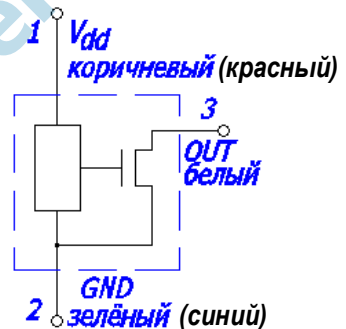 1 Vdd
коричневый (красный)
3
OUT
белый
GND
2 зелёный (синий)